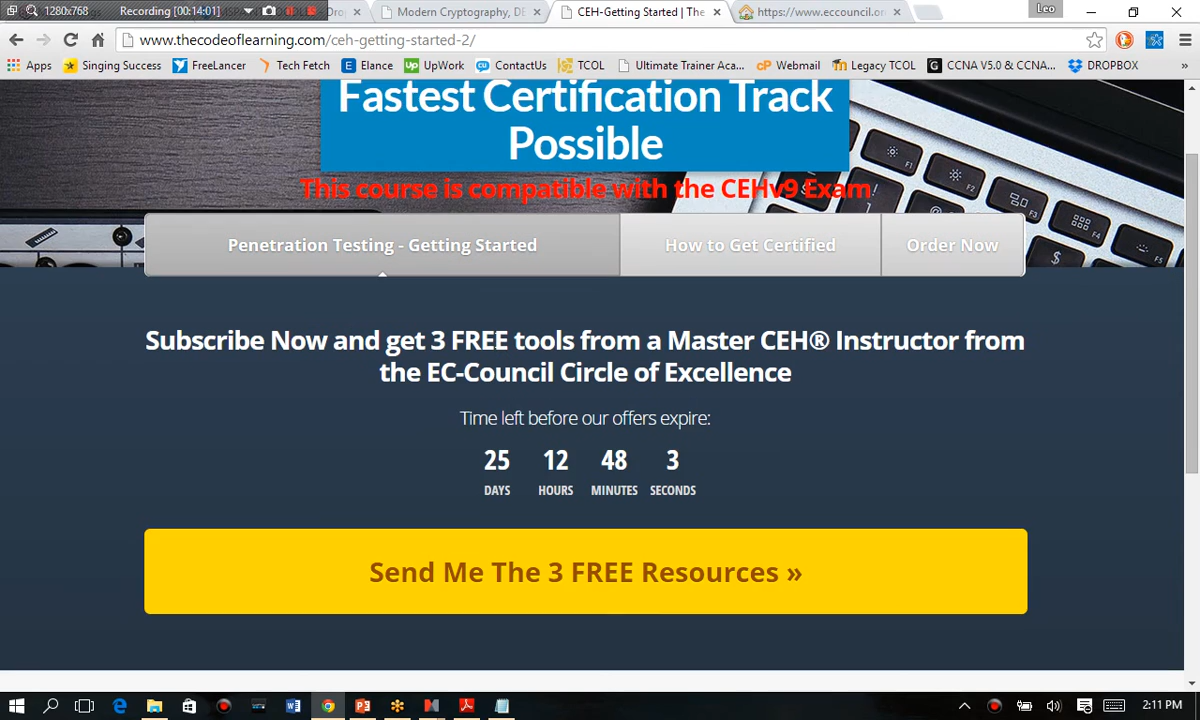 1280x768 Recording [00:14:01]
Modern Cryptography, DE
CEH-Getting Started | The
https://www.eccouncil.or
Leo
www.thecodeoflearning.com/ceh-getting-started-2/
Apps Singing Success FreeLancer Tech Fetch Elance UpWork ContactUs TCOL Ultimate Trainer Aca... Webmail Legacy TCOL CCNA V5.0 & CCNA... DROPBOX »
Fastest Certification Track
Possible
This course is compatible with the CEHv9 Exam!
Penetration Testing - Getting Started
How to Get Certified
Order Now
Subscribe Now and get 3 FREE tools from a Master CEH® Instructor from
the EC-Council Circle of Excellence
Time left before our offers expire:
25 12 48 3
DAYS HOURS MINUTES SECONDS
Send Me The 3 FREE Resources »
2:11 PM